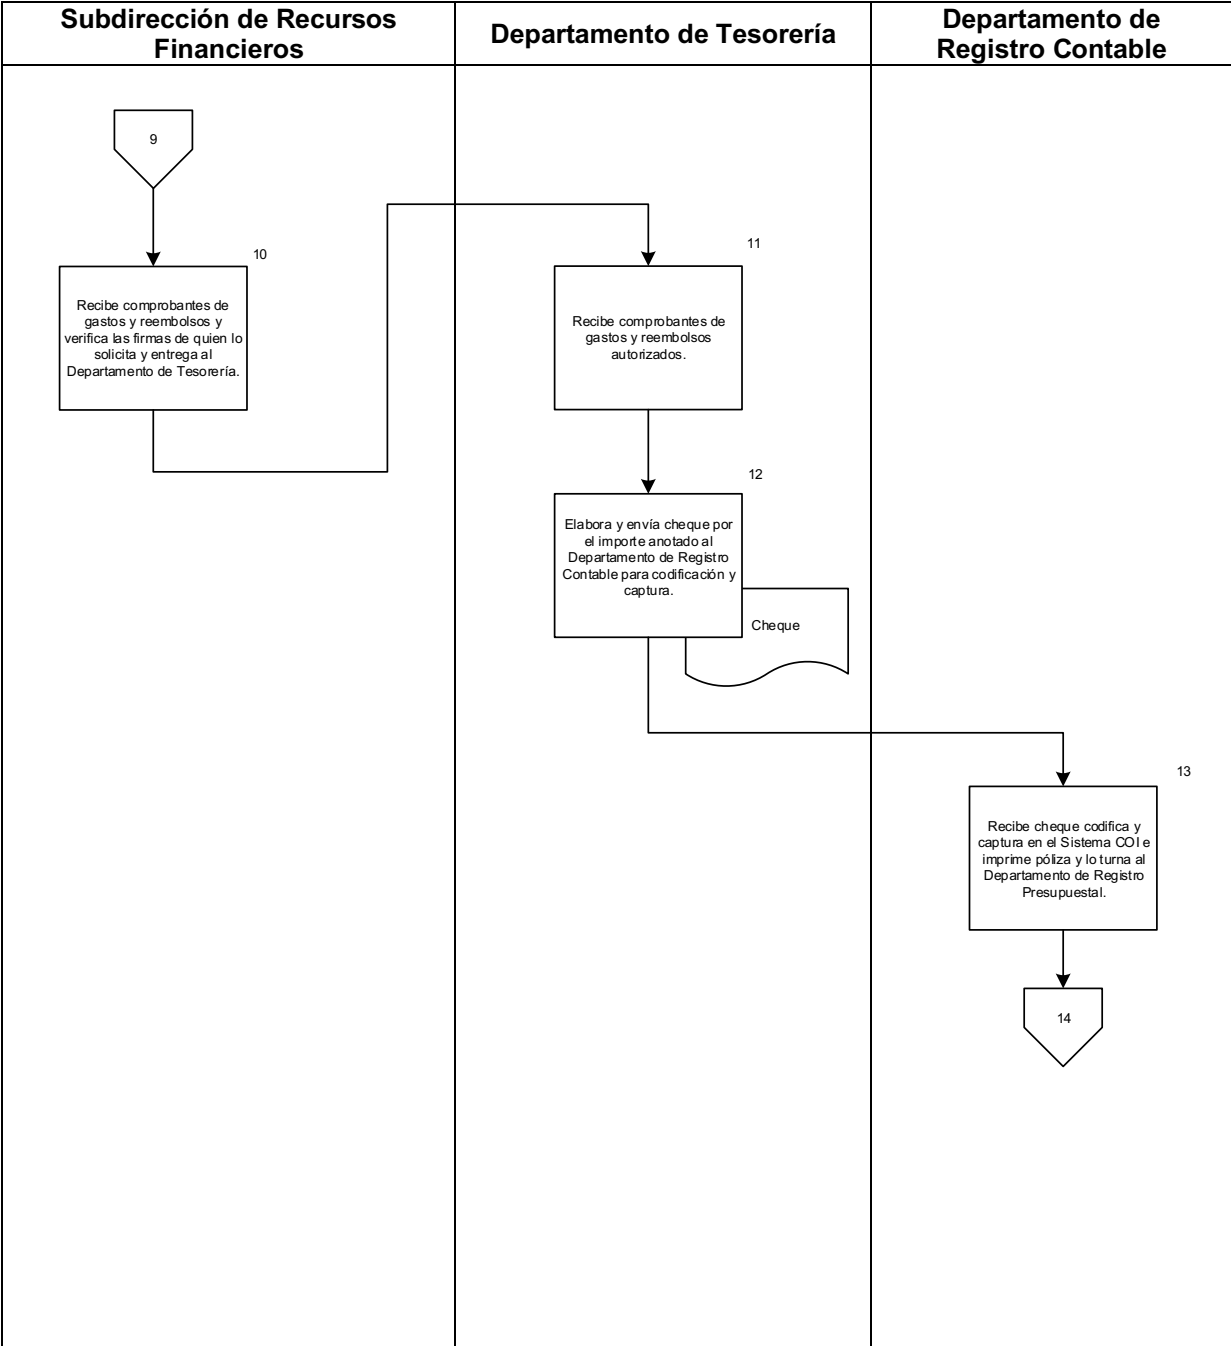 Subdirección de Recursos
Financieros
Departamento de Tesorería
Departamento de
Registro Contable
9
10
Recibe comprobantes de
gastos y reembolsos y
verifica las firmas de quien lo
solicita y entrega al
Departamento de Tesorería.
11
Recibe comprobantes de
gastos y reembolsos
autorizados.
12
Elabora y envía cheque por
el importe anotado al
Departamento de Registro
Contable para codificación y
captura.
Cheque
13
Recibe cheque codifica y
captura en el Sistema COI e
imprime póliza y lo turna al
Departamento de Registro
Presupuestal.
14